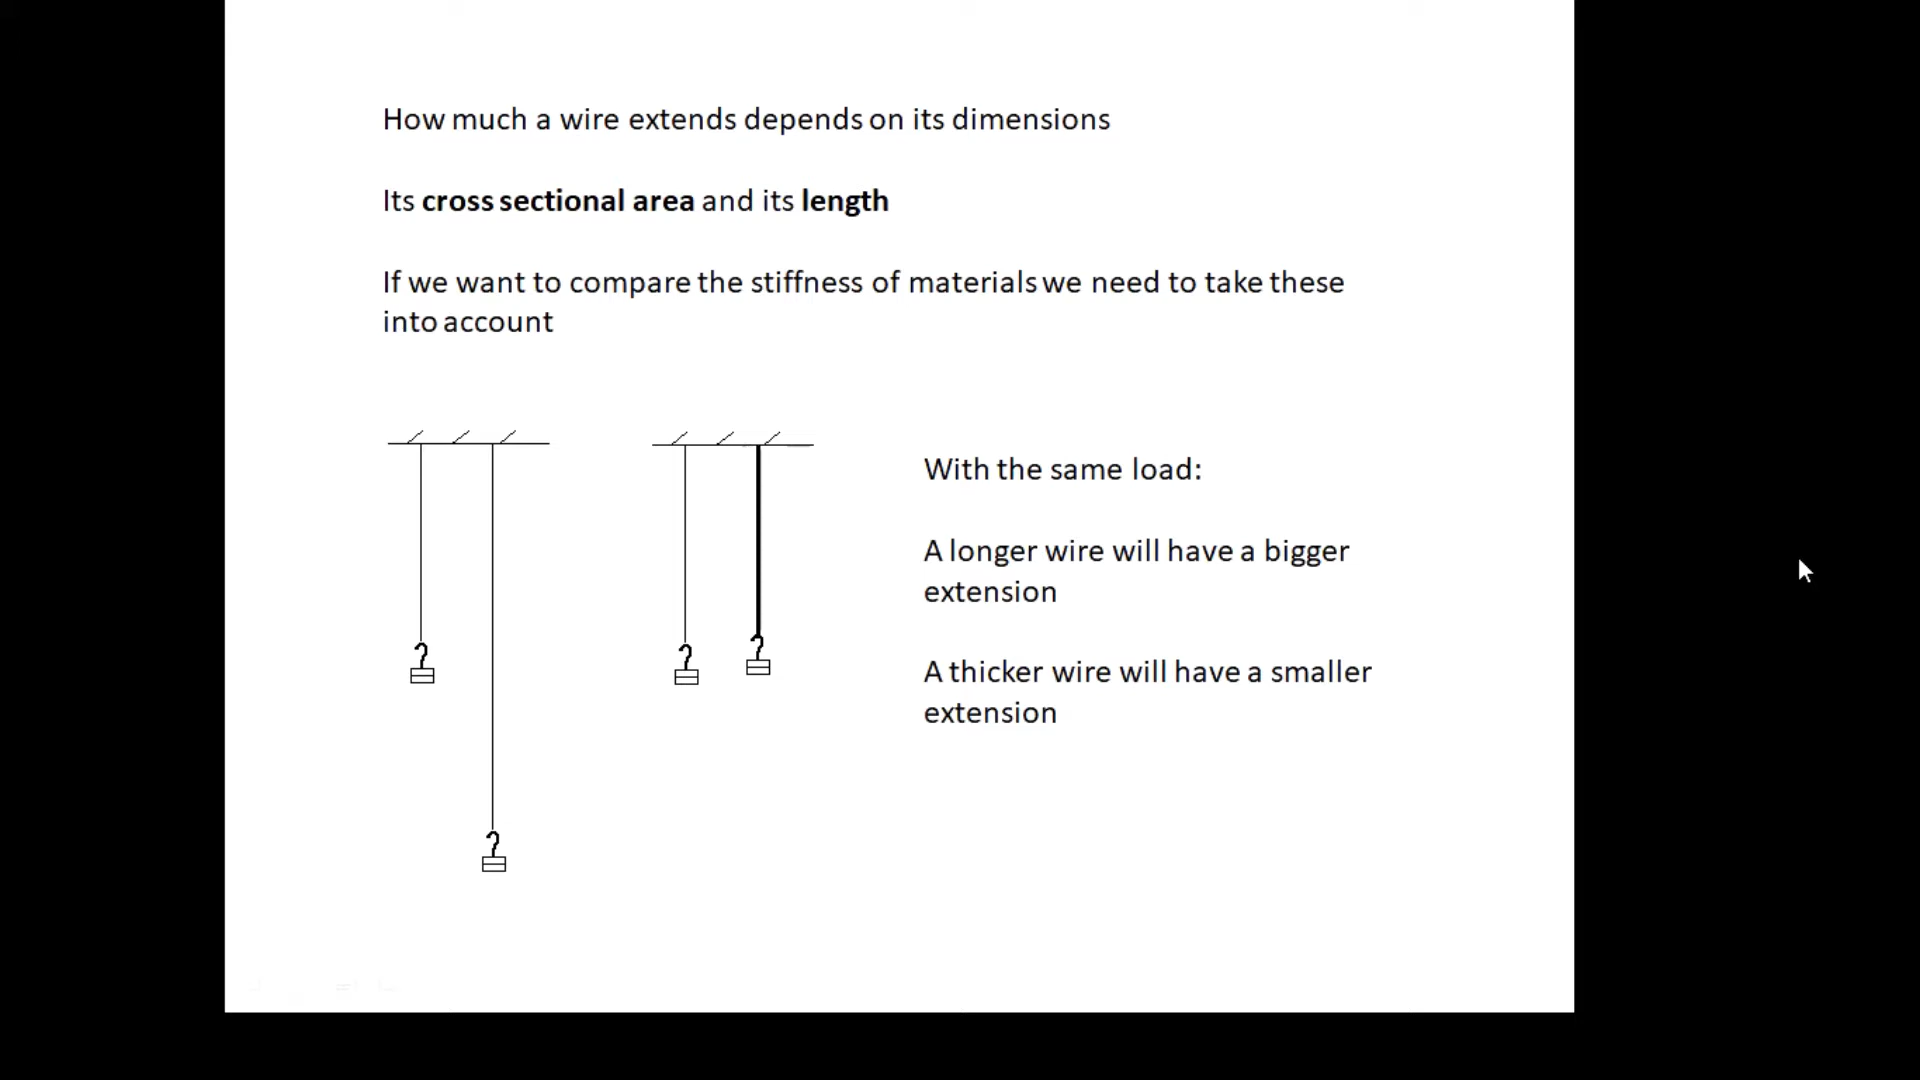 How much a wire extends depends on its dimensions
Its cross sectional area and its length
If we want to compare the stiffness of materials we need to take these
into account
With the same load:
A longer wire will have a bigger
extension
A thicker wire will have a smaller
extension